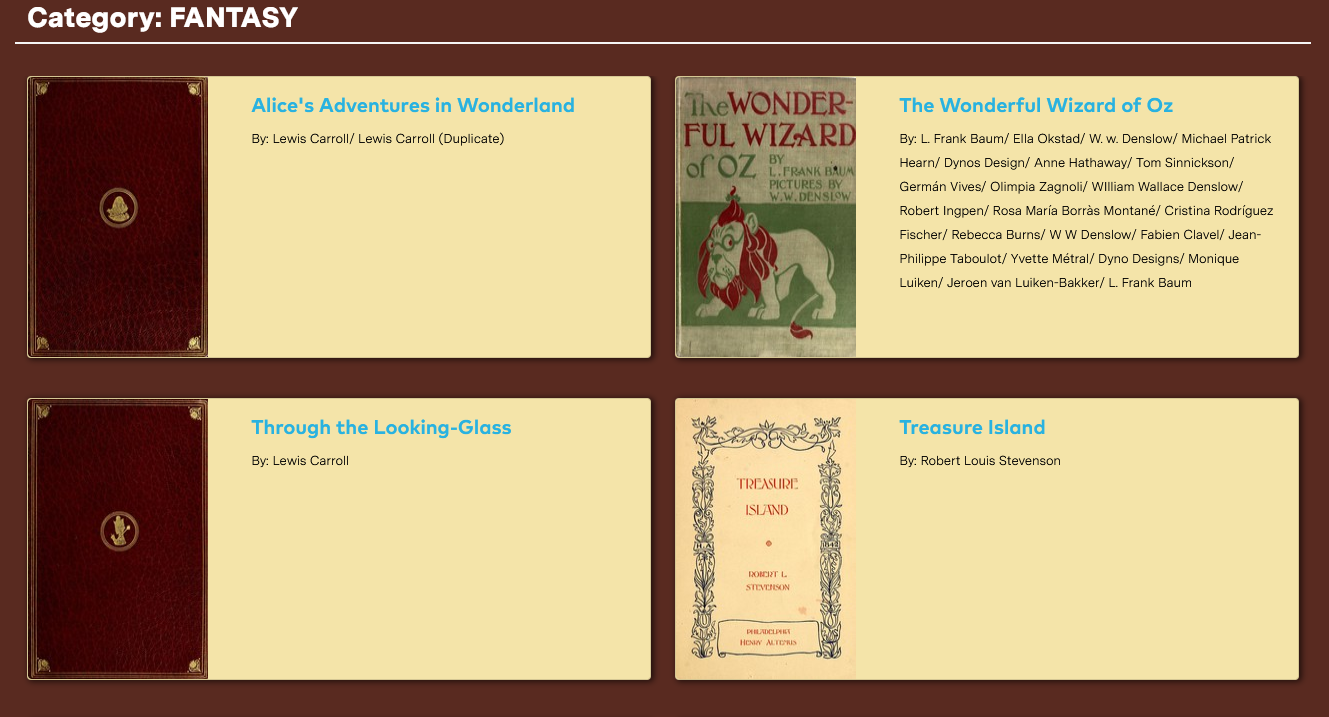 Category: FANTASY
Alice's Adventures in Wonderland
By: Lewis Carroll/ Lewis Carroll (Duplicate)
The WONDER-
FUL WIZARD
of OZ
BY
L. FRANK BAUM
PICTURES BY
W.W. DENSLOW
The Wonderful Wizard of Oz
By: L. Frank Baum/ Ella Okstad/ W. w. Denslow/ Michael Patrick
Hearn/ Dynos Design/ Anne Hathaway/ Tom Sinnickson/
Germán Vives/ Olimpia Zagnoli/ WIlliam Wallace Denslow/
Robert Ingpen/ Rosa María Borràs Montané/ Cristina Rodríguez
Fischer/ Rebecca Burns/ W W Denslow/ Fabien Clavel/ Jean-
Philippe Taboulot/ Yvette Métral/ Dyno Designs/ Monique
Luiken/ Jeroen van Luiken-Bakker/ L. Frank Baum
Through the Looking-Glass
By: Lewis Carroll
TREASURE
ISLAND
ROBERT L.
STEVENSON
PHILADELPHIA
HENRY ALTEMUS
Treasure Island
By: Robert Louis Stevenson